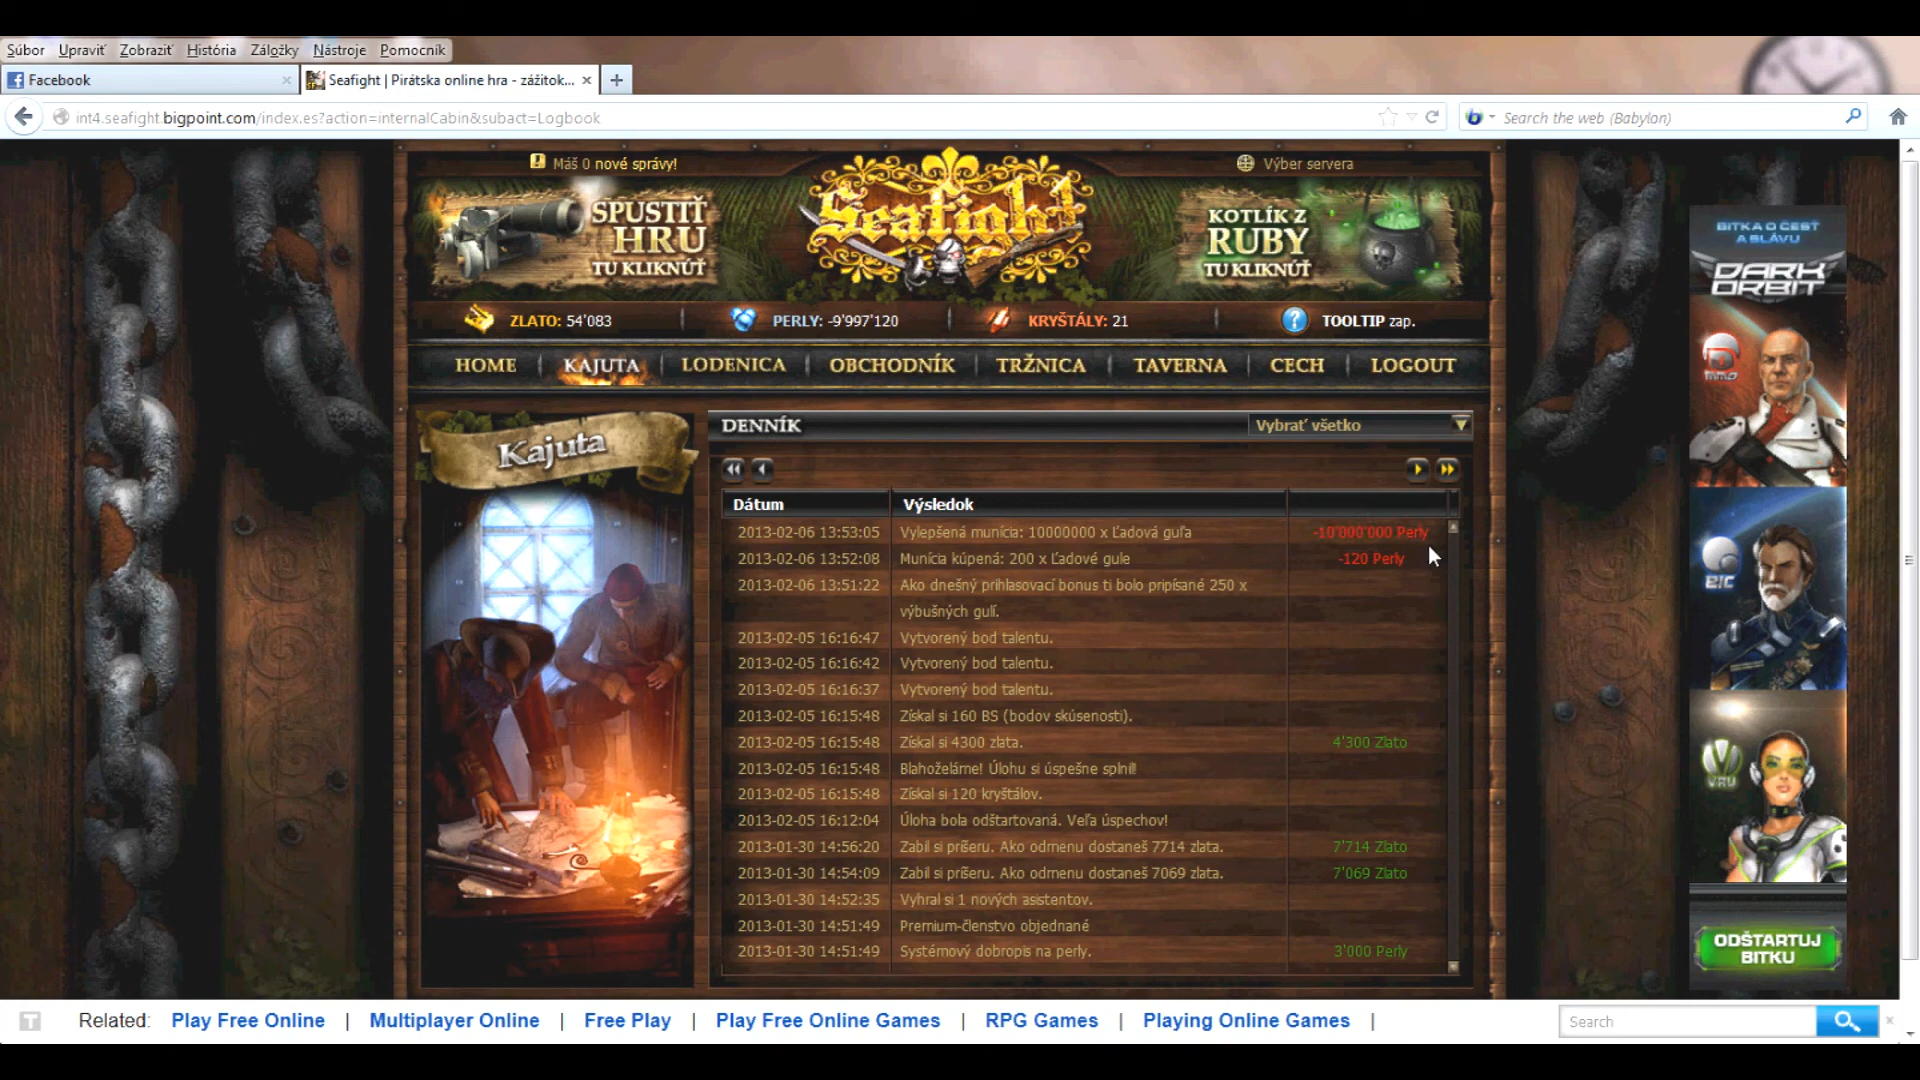 Súbor Upraviť Zobraziť História Záložky Nástroje Pomocník
Facebook
Seafight | Pirátska online hra - zážitok...
int4.seafight.bigpoint.com/index.es?action=internalCabin&subact=Logbook
Search the web (Babylon)
Máš 0 nové správy!
Výber servera
SPUSTIŤ
HRU
TU KLIKNÚŤ
Seafight
KOTLÍK Z
RUBY
TU KLIKNÚŤ
ZLATO: 54'083
PERLY: -9'997'120
KRYŠTÁLY: 21
TOOLTIP zap.
HOME KAJUTA LODENICA OBCHODNÍK TRŽNICA TAVERNA CECH LOGOUT
Kajuta
DENNÍK
Vybrať všetko
Dátum Výsledok
2013-02-06 13:53:05 Vylepšená munícia: 10000000 x Ľadová guľa -10'000'000 Perly
2013-02-06 13:52:08 Munícia kúpená: 200 x Ľadové gule -120 Perly
2013-02-06 13:51:22 Ako dnešný prihlasovací bonus ti bolo pripísané 250 x
výbušných gulí.
2013-02-05 16:16:47 Vytvorený bod talentu.
2013-02-05 16:16:42 Vytvorený bod talentu.
2013-02-05 16:16:37 Vytvorený bod talentu.
2013-02-05 16:15:48 Získal si 160 BS (bodov skúsenosti).
2013-02-05 16:15:48 Získal si 4300 zlata. 4'300 Zlato
2013-02-05 16:15:48 Blahoželáme! Úlohu si úspešne splnil!
2013-02-05 16:15:48 Získal si 120 kryštálov.
2013-02-05 16:12:04 Úloha bola odštartovaná. Veľa úspechov!
2013-01-30 14:56:20 Zabil si príšeru. Ako odmenu dostaneš 7714 zlata. 7'714 Zlato
2013-01-30 14:54:09 Zabil si príšeru. Ako odmenu dostaneš 7069 zlata. 7'069 Zlato
2013-01-30 14:52:35 Vyhral si 1 nových asistentov.
2013-01-30 14:51:49 Premium-členstvo objednané
2013-01-30 14:51:49 Systémový dobropis na perly. 3'000 Perly
BITKA O ČESŤ
A SLÁVU
DARK
ORBIT
MMO
EIC
VRU
ODŠTARTUJ
BITKU
Related: Play Free Online | Multiplayer Online | Free Play | Play Free Online Games | RPG Games | Playing Online Games |
Search